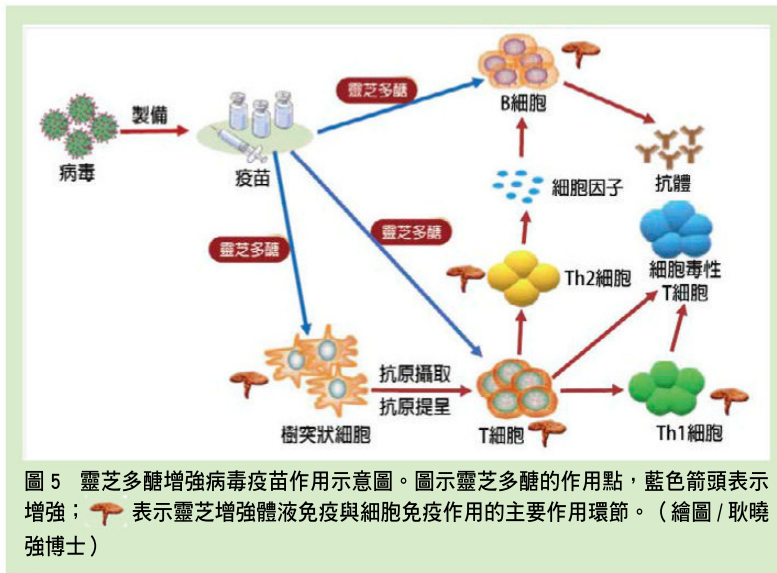 製備
病毒
疫苗
靈芝多醣
靈芝多醣
靈芝多醣
B細胞
細胞因子
抗體
Th2細胞
細胞毒性
T細胞
樹突狀細胞
抗原攝取
抗原提呈
T細胞
Th1細胞
圖 5　靈芝多醣增強病毒疫苗作用示意圖。圖示靈芝多醣的作用點，藍色箭頭表示
增強； 表示靈芝增強體液免疫與細胞免疫作用的主要作用環節。（繪圖 / 耿曉
強博士）